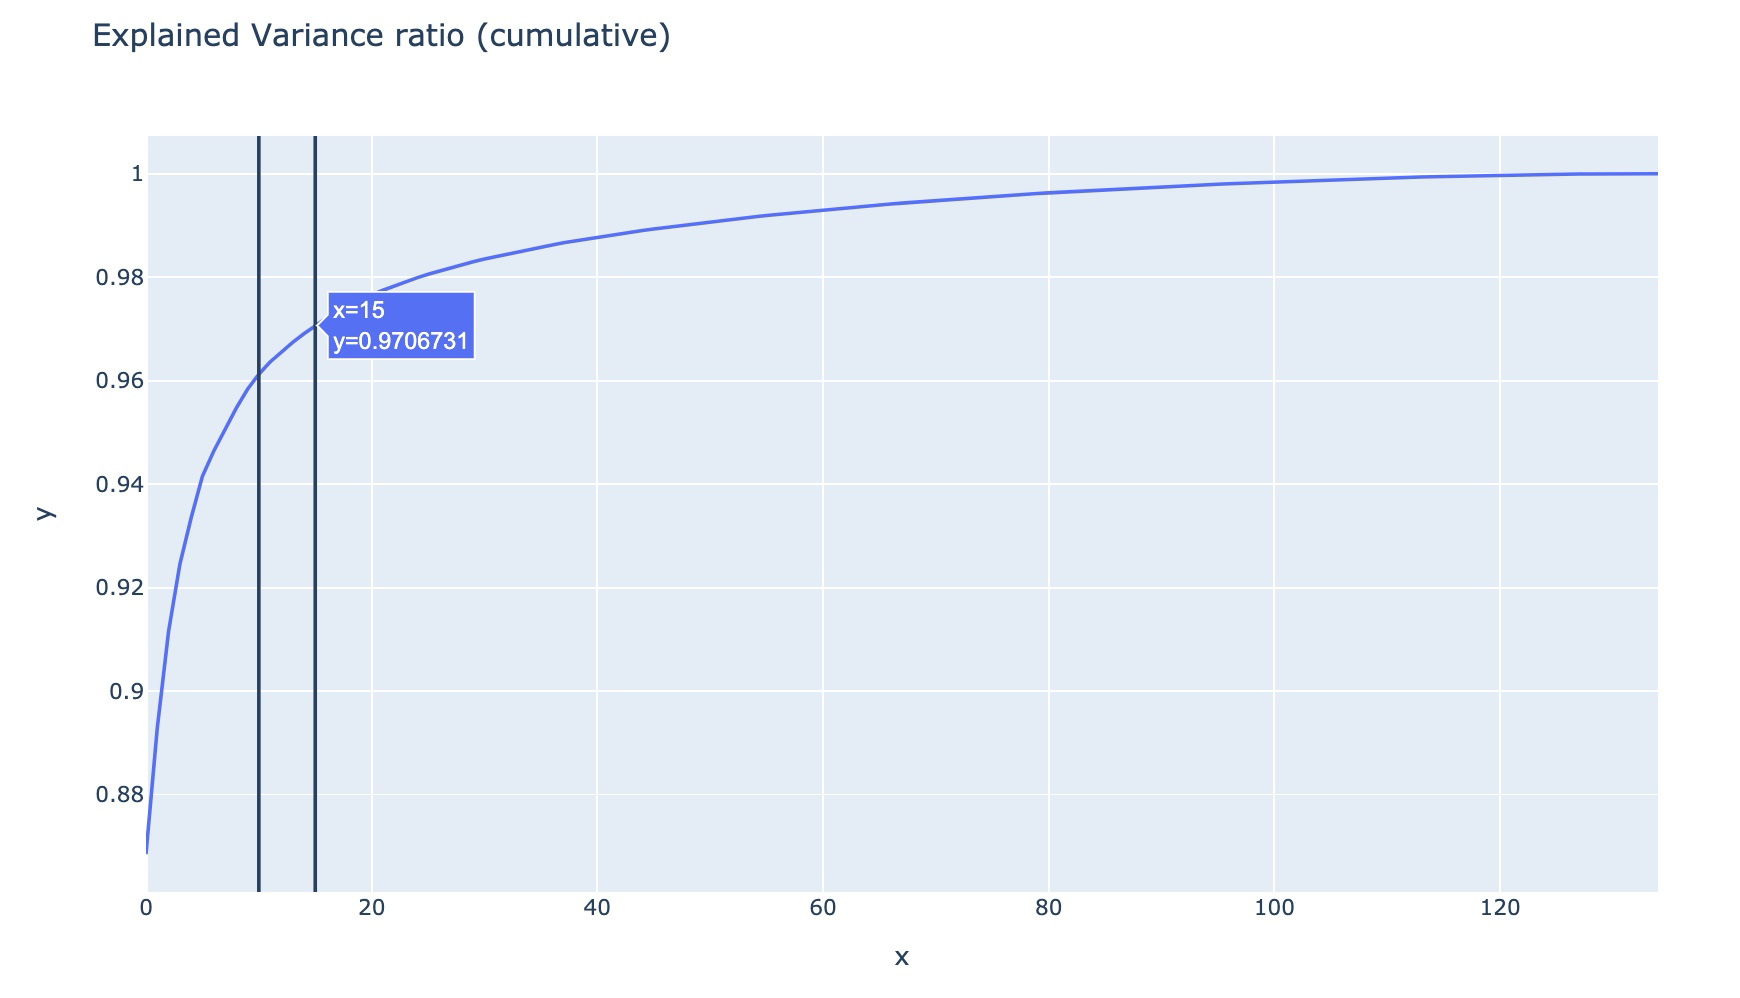 Explained Variance ratio (cumulative)
1
0.98
x=15
y=0.9706731
0.96
0.94
y
0.92
0.9
0.88
0 20 40 60 80 100 120
x